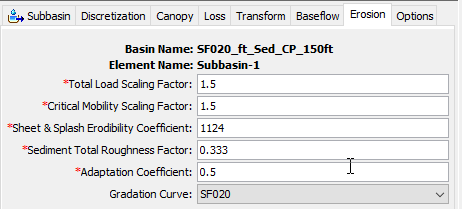 Subbasin Discretization Canopy Loss Transform Baseflow Erosion Options
Basin Name: SF020_ft_Sed_CP_150ft
Element Name: Subbasin-1
*Total Load Scaling Factor: 1.5
*Critical Mobility Scaling Factor: 1.5
*Sheet & Splash Erodibility Coefficient: 1124
*Sediment Total Roughness Factor: 0.333
*Adaptation Coefficient: 0.5
Gradation Curve: SF020